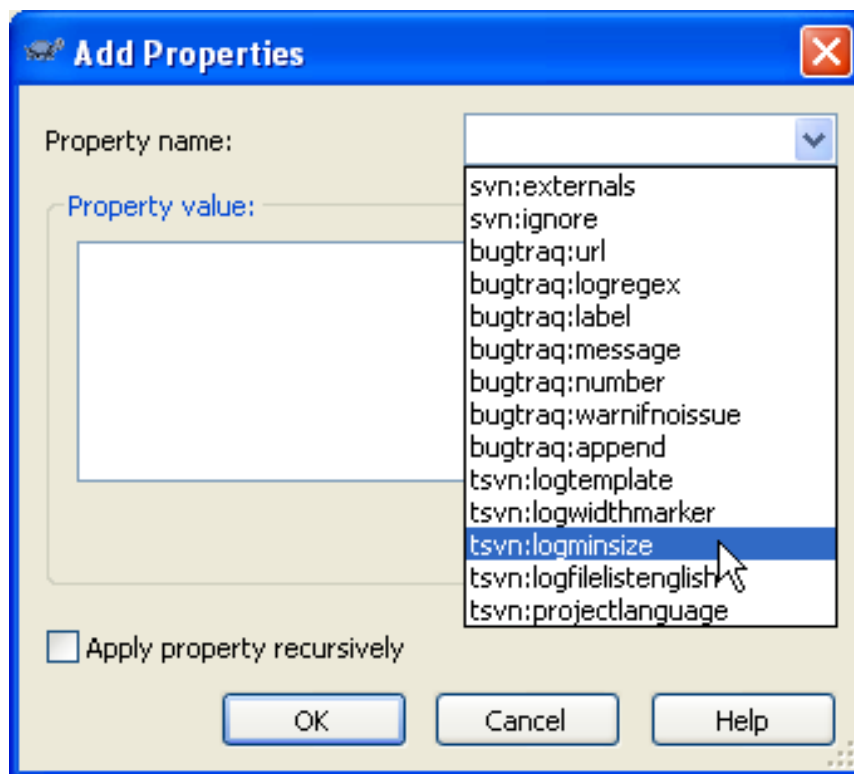 Add Properties
Property name:
Property value:
svn:externals
svn:ignore
bugtraq:url
bugtraq:logregex
bugtraq:label
bugtraq:message
bugtraq:number
bugtraq:warnifnoissue
bugtraq:append
tsvn:logtemplate
tsvn:logwidthmarker
tsvn:logminsize
tsvn:logfilelistenglish
tsvn:projectlanguage
Apply property recursively
OK
Cancel
Help